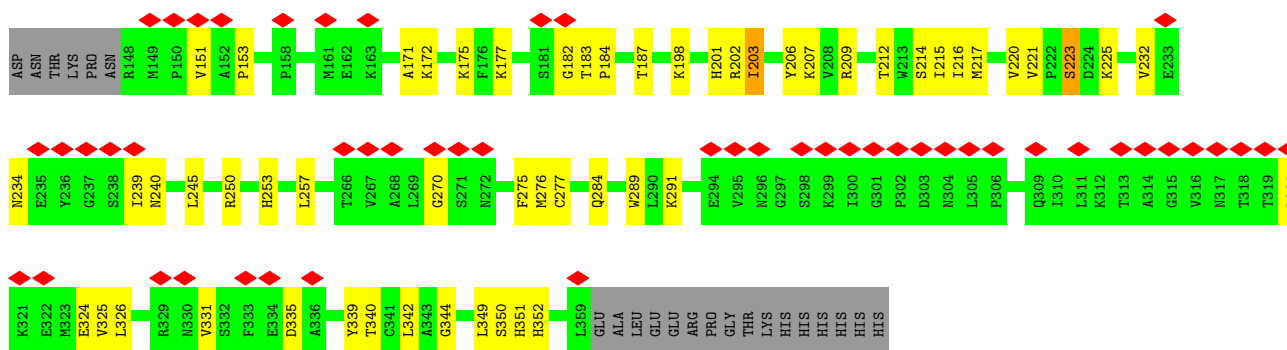 ASP ASN THR LYS PRO ASN R148 M149 P150 V151 A152 P153 P158 M161 E162 K163 A171 K172 K175 F176 K177 S181 G182 T183 P184 T187 K198 H201 R202 I203 Y206 K207 V208 R209 T212 W213 S214 I215 I216 M217 V220 V221 P222 S223 D224 K225 V232 E233
N234 E235 Y236 G237 S238 I239 N240 L245 R250 H253 L257 T266 V267 A268 L269 G270 S271 N272 F275 M276 C277 Q284 W289 L290 K291 E294 V295 N296 G297 S298 K299 I300 G301 P302 D303 N304 L305 P306 Q309 I310 L311 K312 T313 A314 G315 V316 N317 T318 T319
K321 E322 M323 E324 V325 L326 R329 N330 V331 S332 F333 E334 D335 A336 Y339 T340 C341 L342 A343 G344 L349 S350 H351 H352 L359 GLU ALA LEU GLU GLU ARG PRO GLY THR LYS HIS HIS HIS HIS HIS HIS